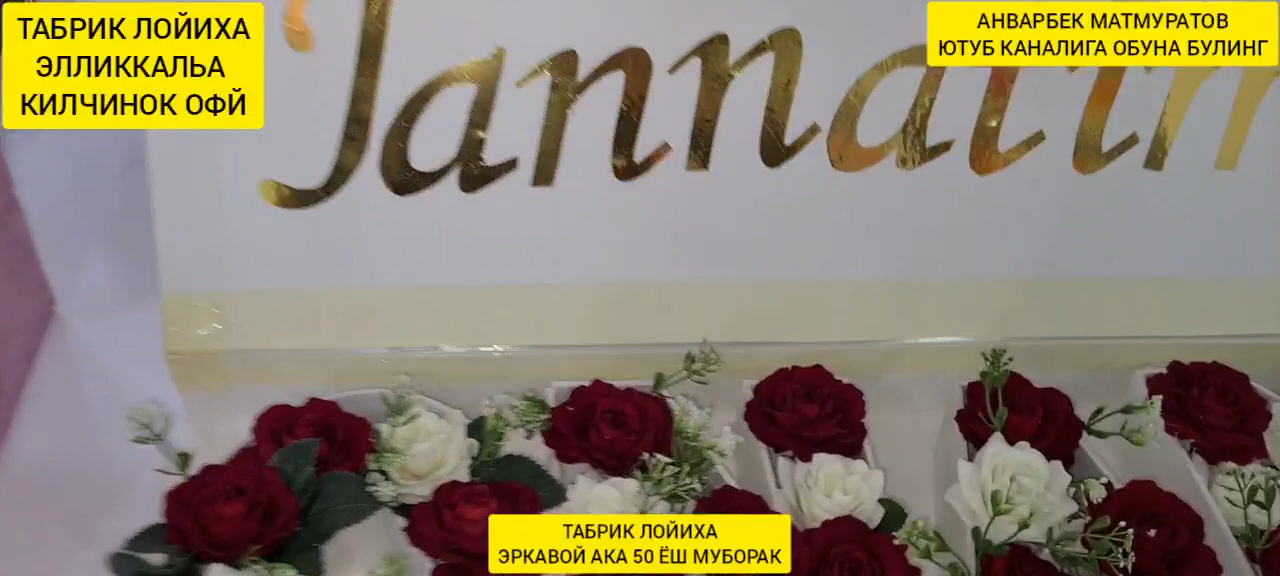 ТАБРИК ЛОЙИХА
ЭЛЛИККАЛЬА
КИЛЧИНОК ОФЙ
АНВАРБЕК МАТМУРАТОВ
ЮТУБ КАНАЛИГА ОБУНА БУЛИНГ
Jannatim
ТАБРИК ЛОЙИХА
ЭРКАВОЙ АКА 50 ЁШ МУБОРАК